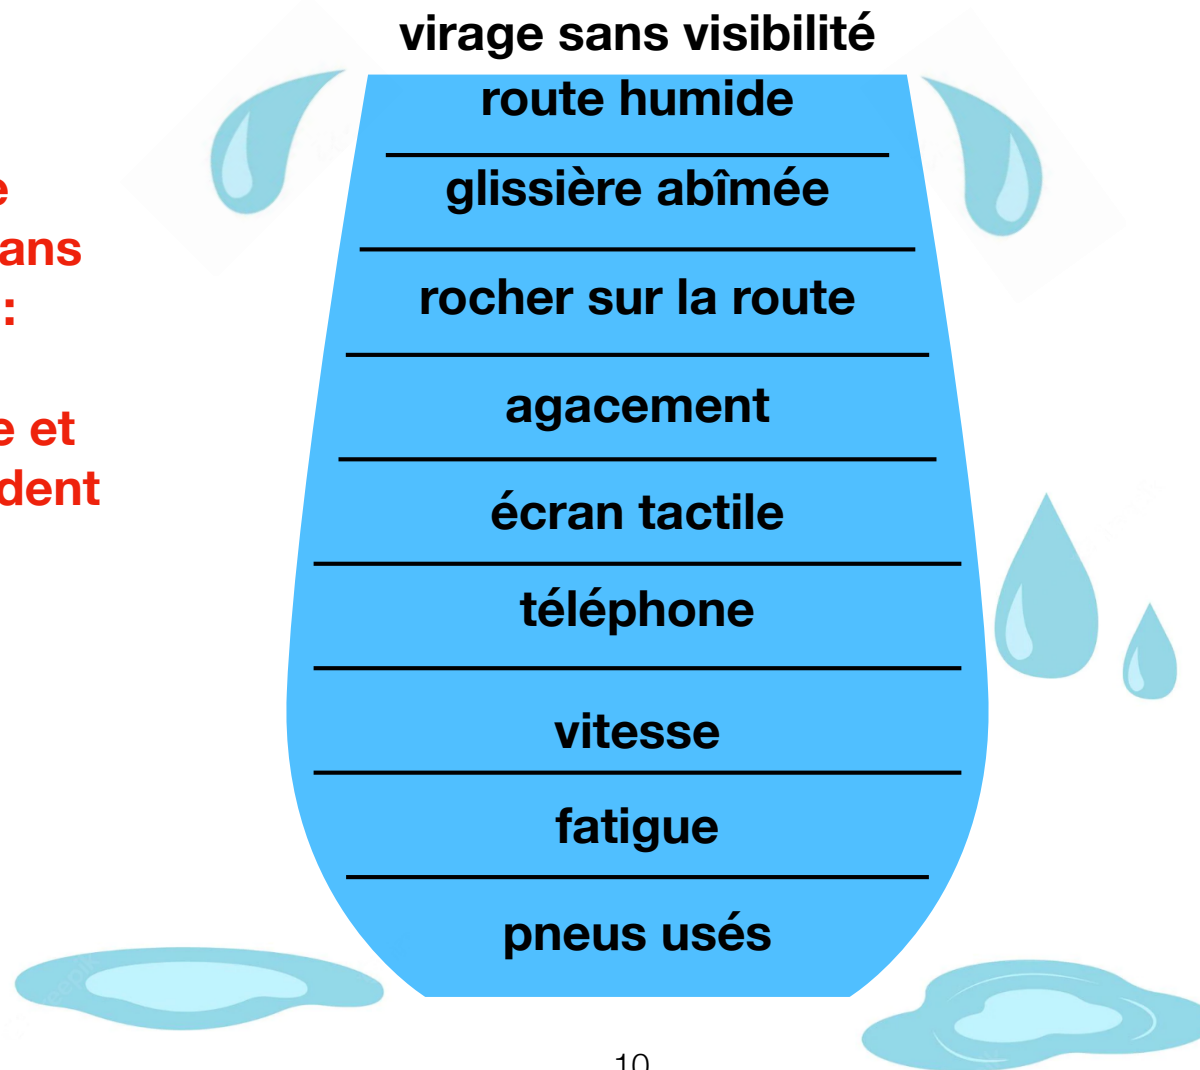 virage sans visibilité
route humide
glissière abîmée
rocher sur la route
agacement
écran tactile
téléphone
vitesse
fatigue
pneus usés
:
et
10